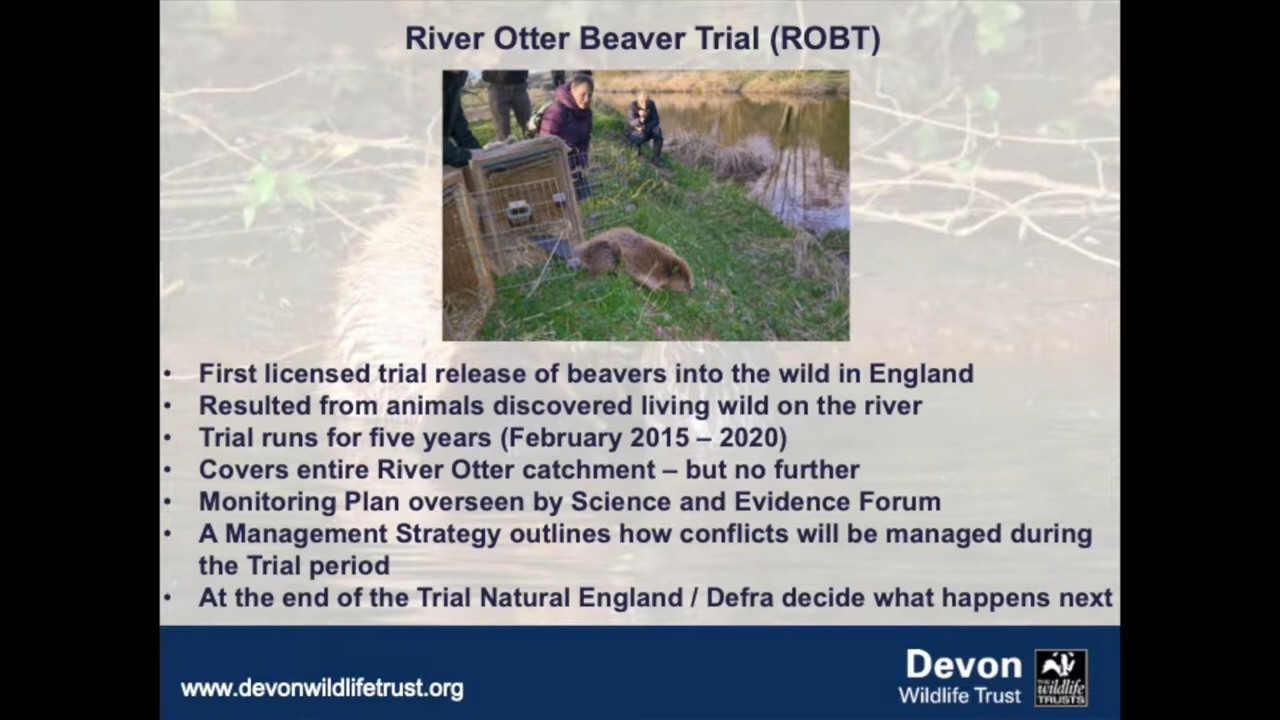 River Otter Beaver Trial (ROBT)
• First licensed trial release of beavers into the wild in England
• Resulted from animals discovered living wild on the river
• Trial runs for five years (February 2015 – 2020)
• Covers entire River Otter catchment – but no further
• Monitoring Plan overseen by Science and Evidence Forum
• A Management Strategy outlines how conflicts will be managed during
the Trial period
• At the end of the Trial Natural England / Defra decide what happens next
www.devonwildlifetrust.org
Devon
Wildlife Trust
THE
wildlife
TRUSTS